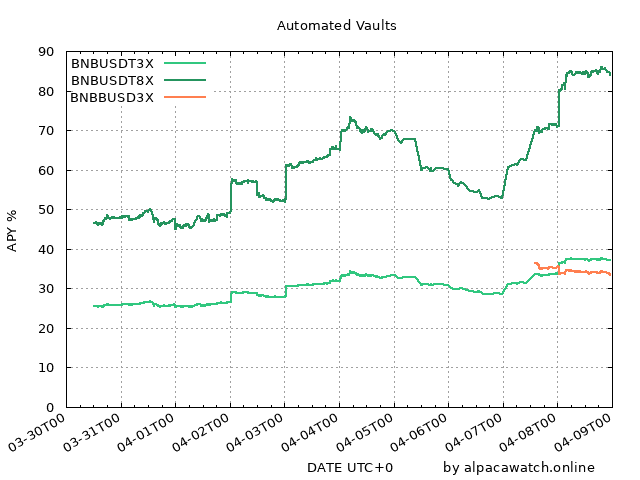 Automated Vaults
90
80
70
60
50
40
30
20
10
0
APY %
BNBUSDT3X
BNBUSDT8X
BNBBUSD3X
03-30T00
03-31T00
04-01T00
04-02T00
04-03T00
04-04T00
04-05T00
04-06T00
04-07T00
04-08T00
04-09T00
DATE UTC+0 by alpacawatch.online